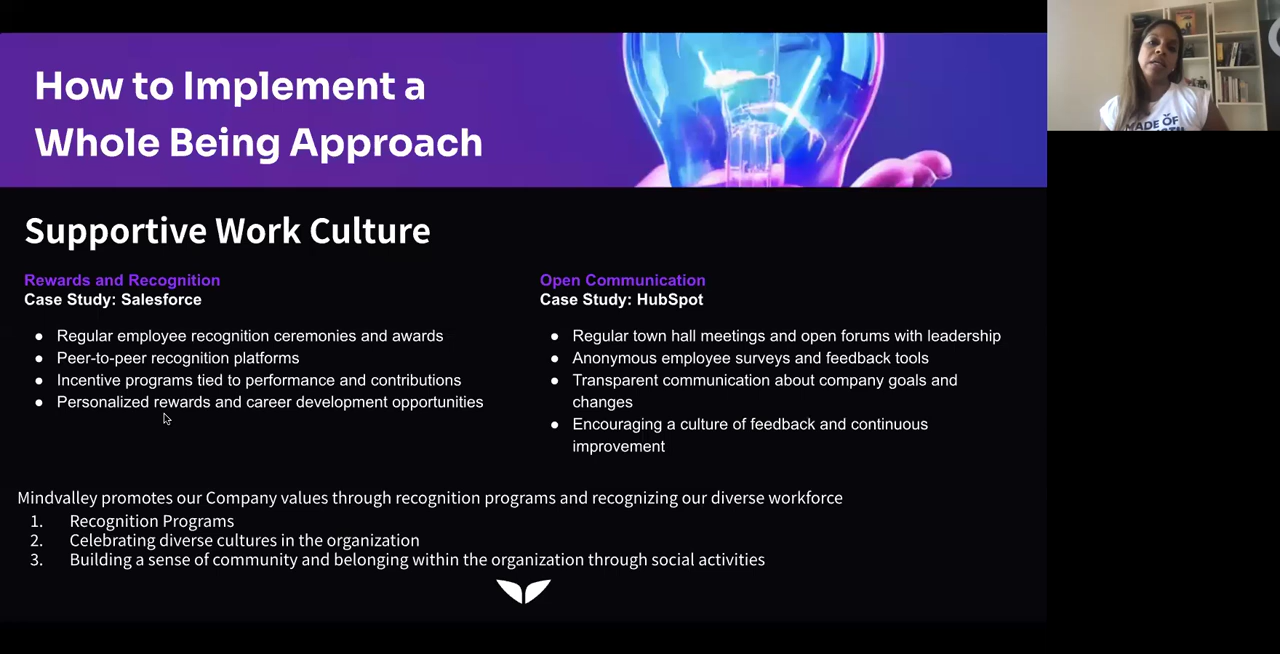 How to Implement a
Whole Being Approach
MADE OF
Supportive Work Culture
Rewards and Recognition
Case Study: Salesforce
● Regular employee recognition ceremonies and awards
● Peer-to-peer recognition platforms
● Incentive programs tied to performance and contributions
● Personalized rewards and career development opportunities
Open Communication
Case Study: HubSpot
● Regular town hall meetings and open forums with leadership
● Anonymous employee surveys and feedback tools
● Transparent communication about company goals and
changes
● Encouraging a culture of feedback and continuous
improvement
Mindvalley promotes our Company values through recognition programs and recognizing our diverse workforce
1. Recognition Programs
2. Celebrating diverse cultures in the organization
3. Building a sense of community and belonging within the organization through social activities